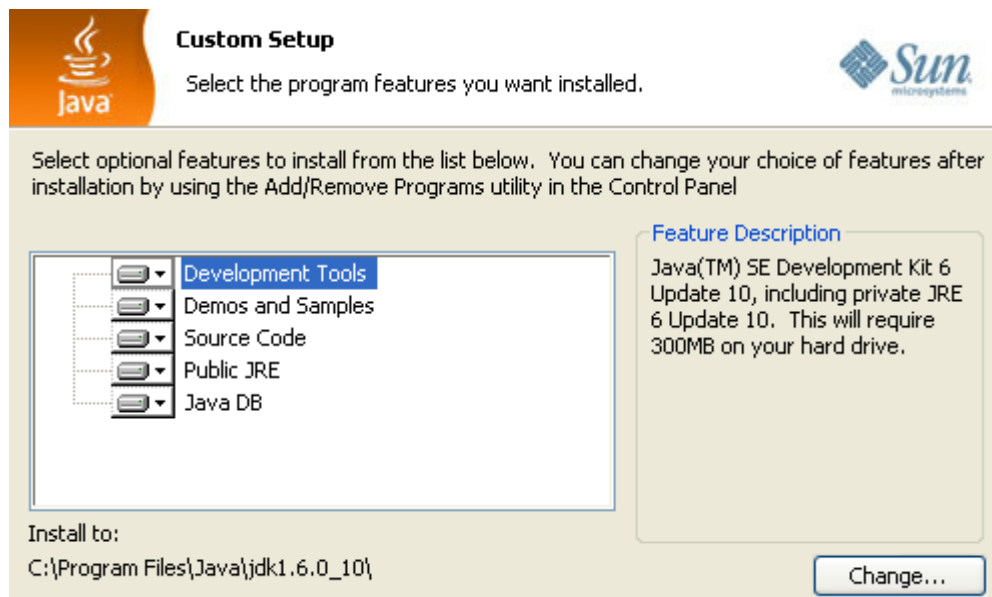 Java
Custom Setup
Select the program features you want installed.
Sun
microsystems
Select optional features to install from the list below. You can change your choice of features after
installation by using the Add/Remove Programs utility in the Control Panel
Development Tools
Demos and Samples
Source Code
Public JRE
Java DB
Feature Description
Java(TM) SE Development Kit 6
Update 10, including private JRE
6 Update 10. This will require
300MB on your hard drive.
Install to:
C:\Program Files\Java\jdk1.6.0_10\
Change...